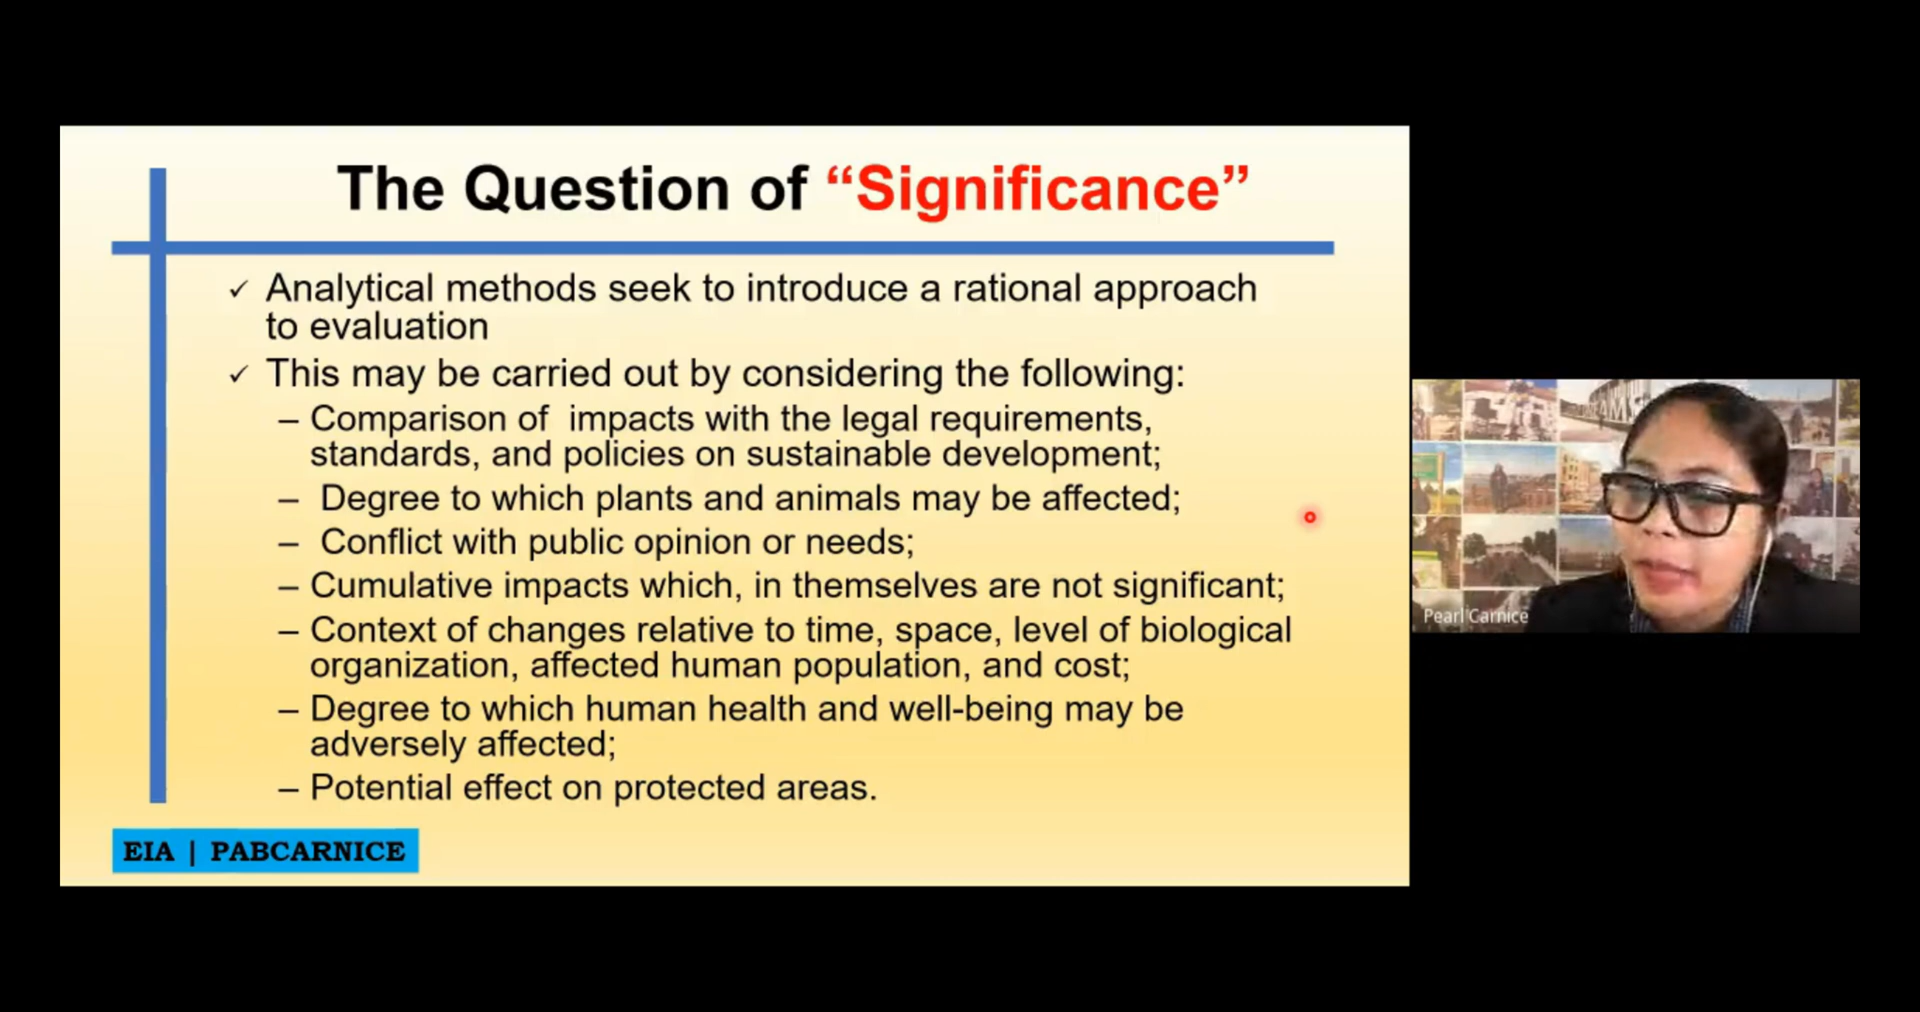 The Question of “Significance”
✓ Analytical methods seek to introduce a rational approach
to evaluation
✓ This may be carried out by considering the following:
– Comparison of  impacts with the legal requirements,
standards, and policies on sustainable development;
–  Degree to which plants and animals may be affected;
–  Conflict with public opinion or needs;
– Cumulative impacts which, in themselves are not significant;
– Context of changes relative to time, space, level of biological
organization, affected human population, and cost;
– Degree to which human health and well-being may be
adversely affected;
– Potential effect on protected areas.
EIA | PABCARNICE
Pearl Carnice